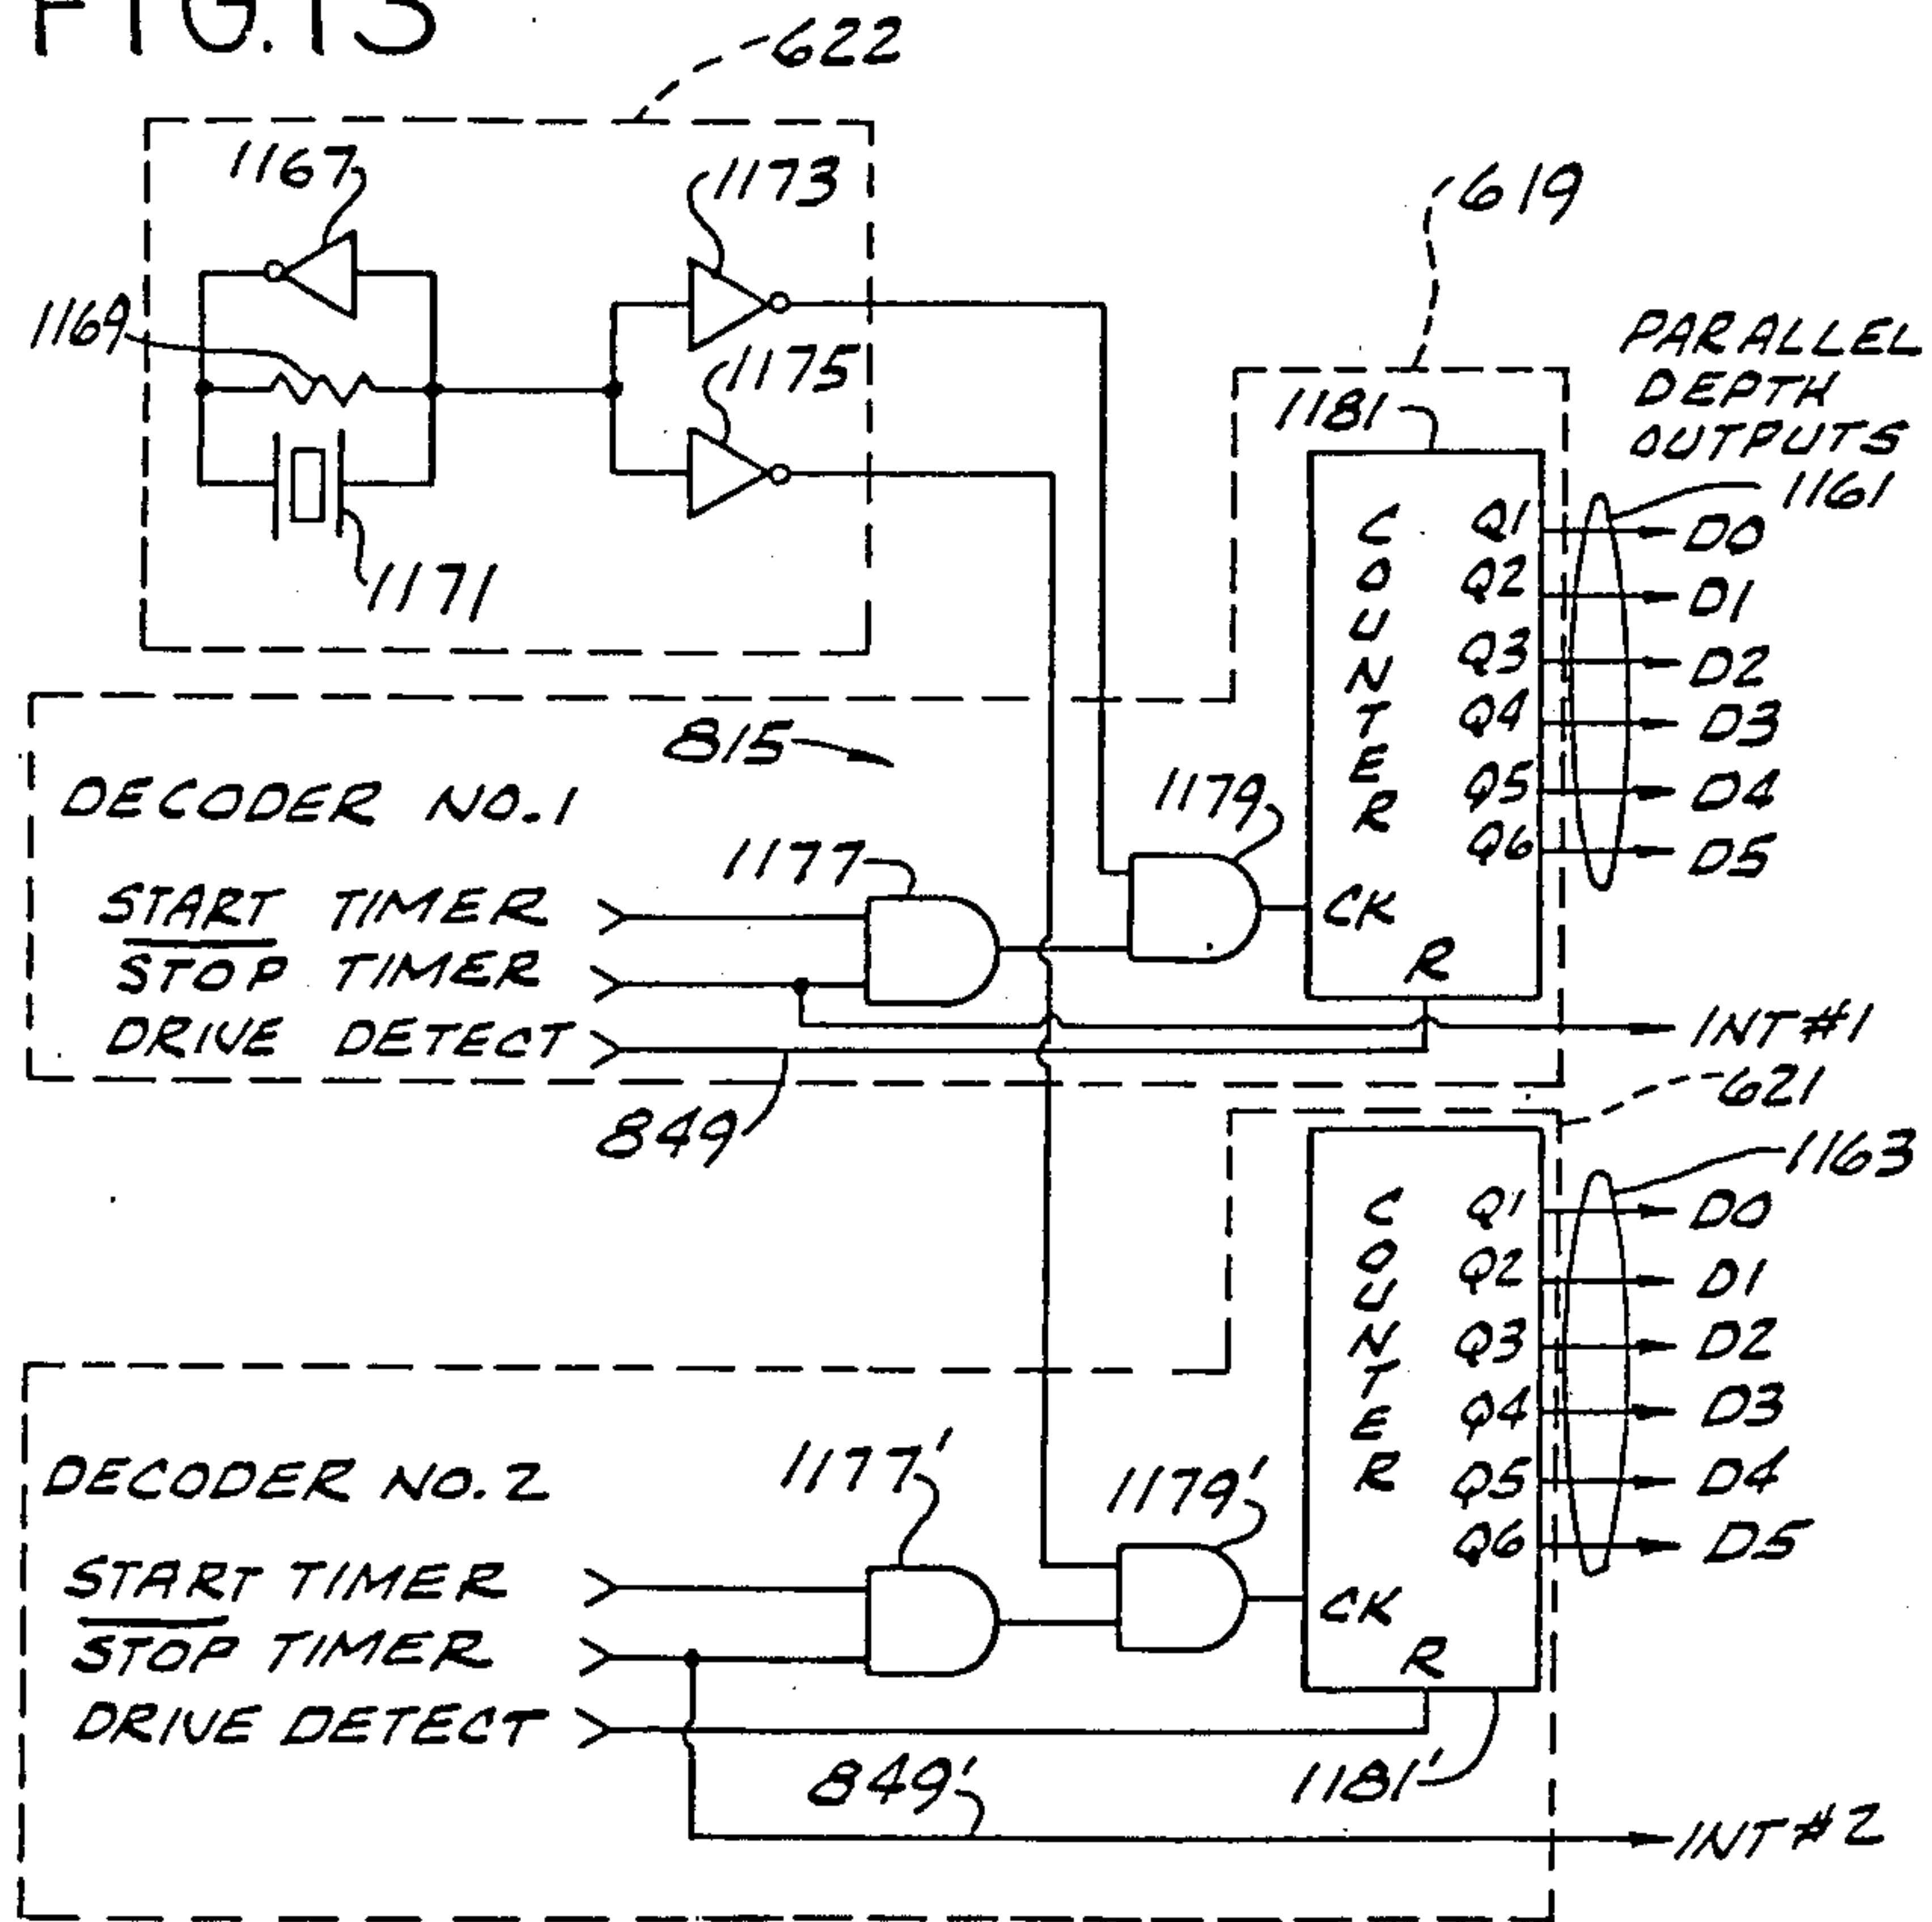 FIG.13
622
1167
1173
619
1169
1175
PARALLEL
DEPTH
OUTPUTS
1181
1161
1171
COUNTER
Q1
D0
Q2
D1
Q3
D2
Q4
D3
Q5
D4
Q6
D5
815
DECODER NO.1
1179
1177
START TIMER
CK
STOP TIMER
R
DRIVE DETECT
INT#1
621
849
1163
COUNTER
Q1
D0
Q2
D1
Q3
D2
Q4
D3
Q5
D4
Q6
D5
DECODER NO.2
1177'
1179'
START TIMER
CK
STOP TIMER
R
DRIVE DETECT
849'
1181'
INT#2